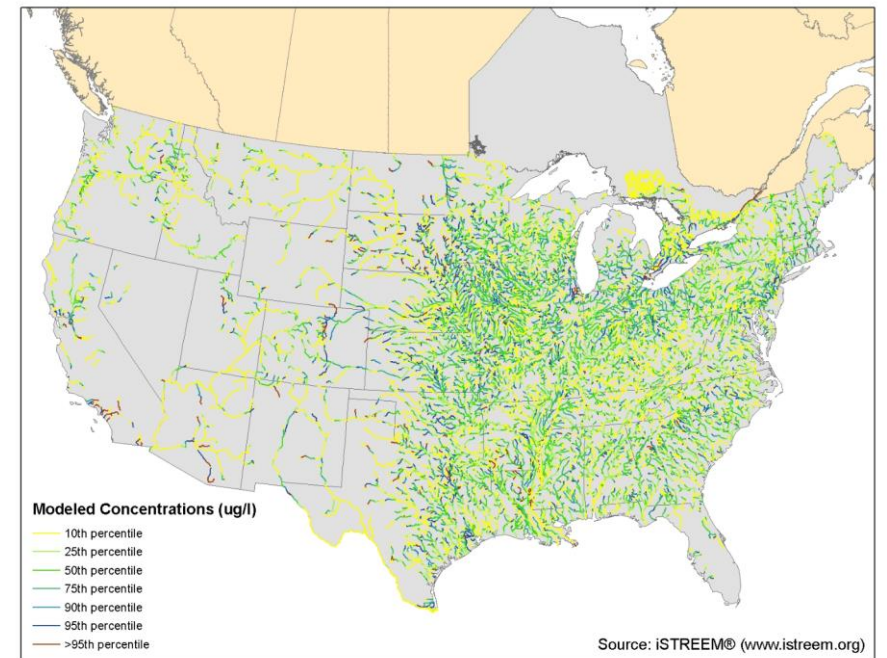 Modeled Concentrations (ug/l)
10th percentile
25th percentile
50th percentile
75th percentile
90th percentile
95th percentile
>95th percentile
Source: iSTREEM® (www.istreem.org)